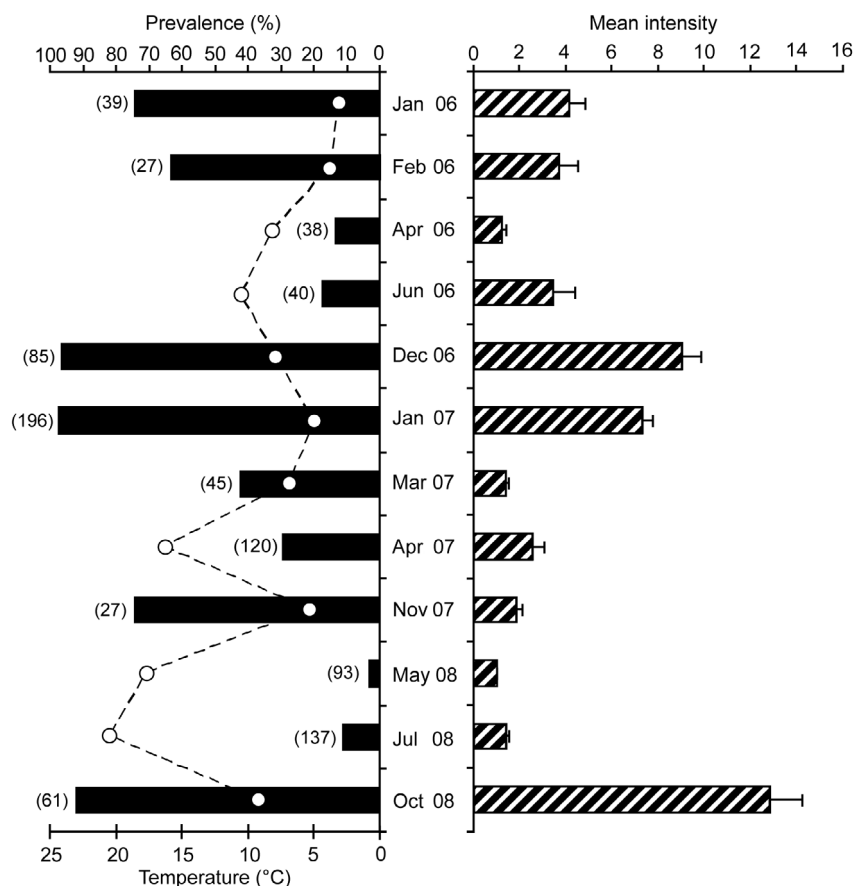 Prevalence (%) Mean intensity
100 90 80 70 60 50 40 30 20 10 0 0 2 4 6 8 10 12 14 16
(39) Jan 06
(27) Feb 06
(38) Apr 06
(40) Jun 06
(85) Dec 06
(196) Jan 07
(45) Mar 07
(120) Apr 07
(27) Nov 07
(93) May 08
(137) Jul 08
(61) Oct 08
25 20 15 10 5 0
Temperature (°C)